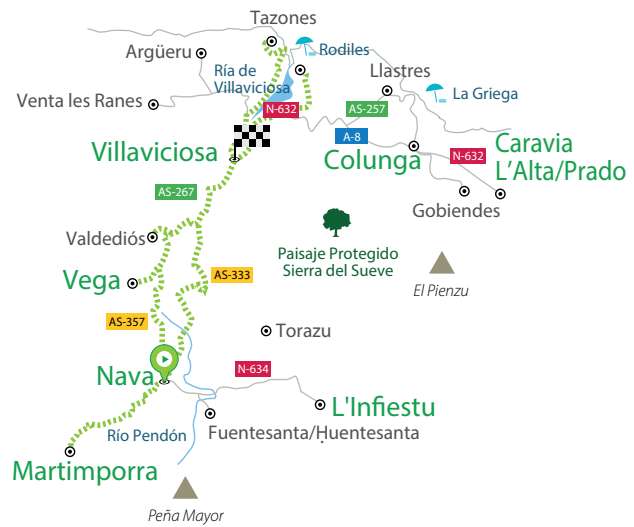 Tazones
Argüeru
Rodiles
Ría de
Villaviciosa
Llastres
La Griega
Venta les Ranes
N-632
AS-257
A-8
Villaviciosa
Colunga
N-632
Caravia
L'Alta/Prado
AS-267
Gobiendes
Valdediós
Paisaje Protegido
Sierra del Sueve
Vega
AS-333
El Pienzu
AS-357
Torazu
Nava
N-634
L'Infiestu
Río Pendón
Fuentesanta/Ḥuentesanta
Martimporra
Peña Mayor